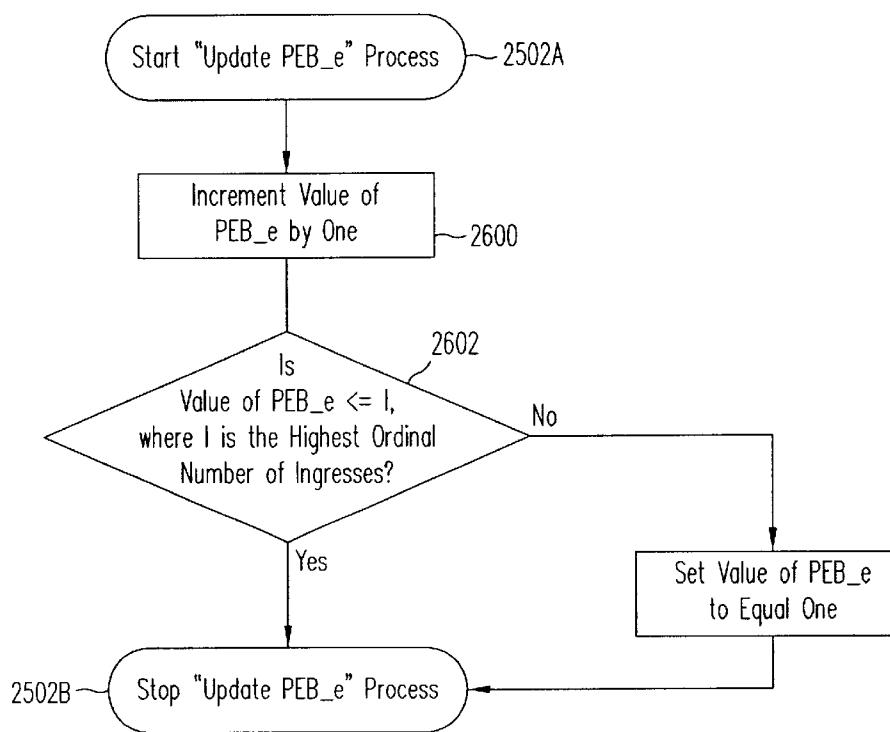 Start "Update PEB_e" Process
2502A
Increment Value of
PEB_e by One
2600
2602
Is
Value of PEB_e <= I,
where I is the Highest Ordinal
Number of Ingresses?
No
Yes
Set Value of PEB_e
to Equal One
2502B
Stop "Update PEB_e" Process